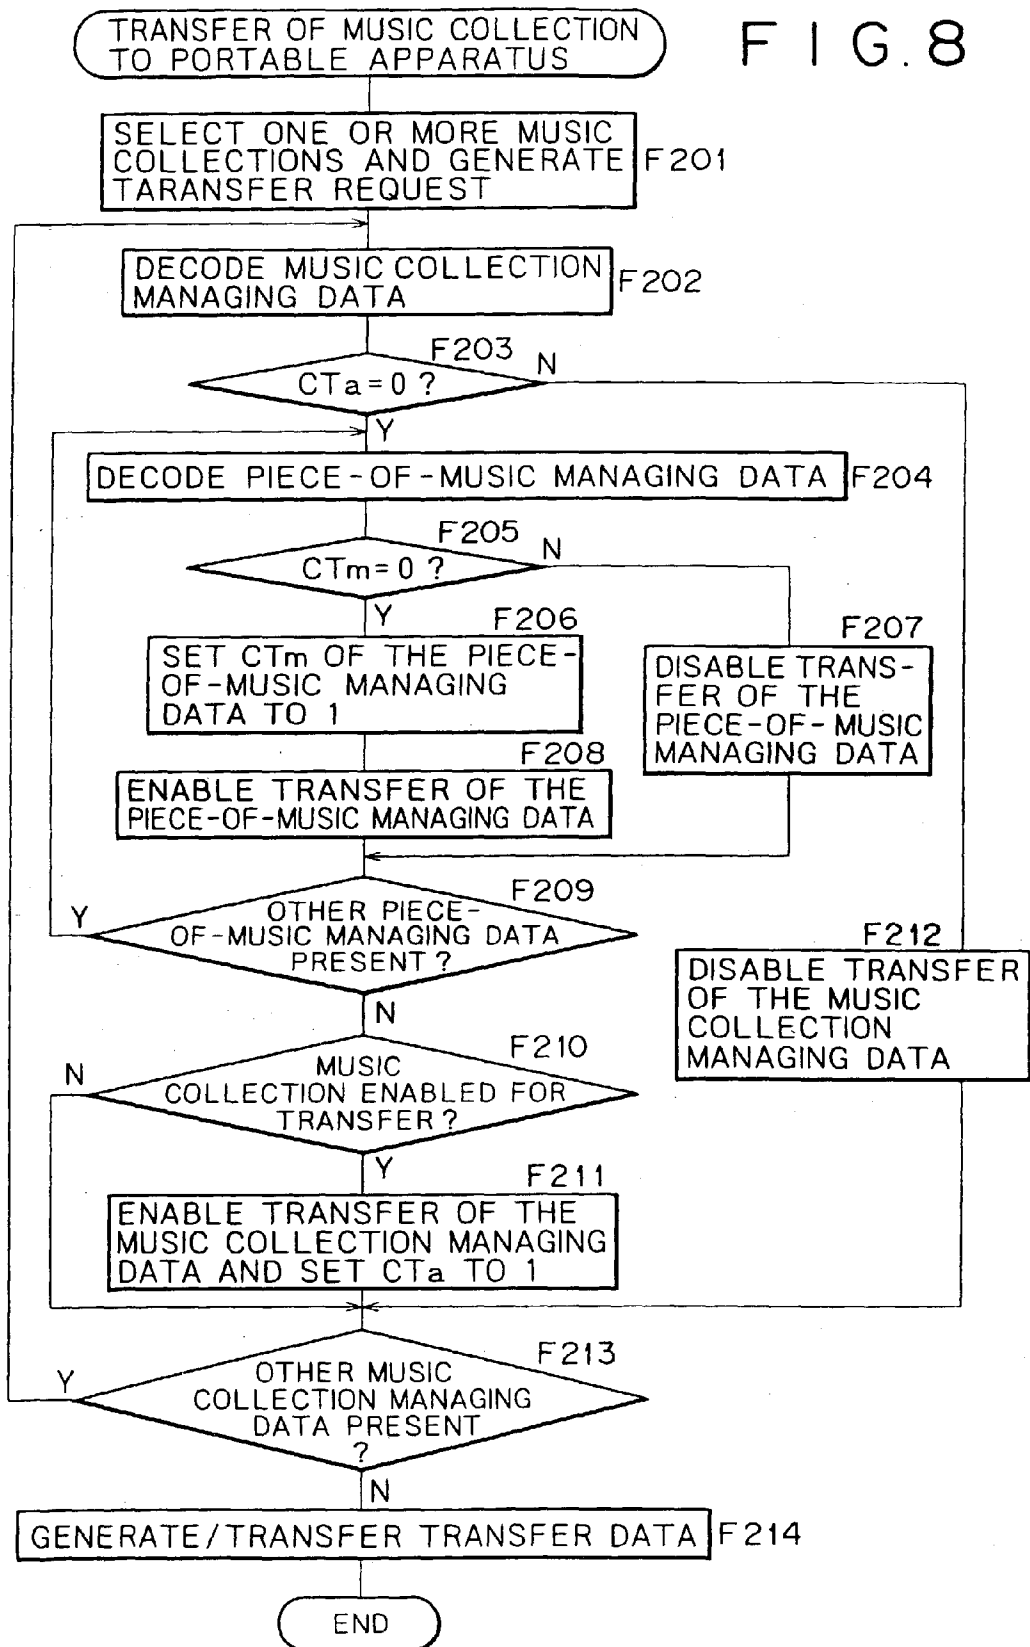 TRANSFER OF MUSIC COLLECTION
TO PORTABLE APPARATUS
FIG.8
SELECT ONE OR MORE MUSIC
COLLECTIONS AND GENERATE
TARANSFER REQUEST
F201
DECODE MUSIC COLLECTION
MANAGING DATA
F202
F203
CTa=0?
N
Y
DECODE PIECE-OF-MUSIC MANAGING DATA
F204
F205
CTm=0?
N
Y
F206
SET CTm OF THE PIECE-
OF-MUSIC MANAGING
DATA TO 1
F207
DISABLE TRANS-
FER OF THE
PIECE-OF-MUSIC
MANAGING DATA
F208
ENABLE TRANSFER OF THE
PIECE-OF-MUSIC MANAGING DATA
F209
Y
OTHER PIECE-
OF-MUSIC MANAGING DATA
PRESENT?
N
F212
DISABLE TRANSFER
OF THE MUSIC
COLLECTION
MANAGING DATA
F210
N
MUSIC
COLLECTION ENABLED FOR
TRANSFER?
Y
F211
ENABLE TRANSFER OF THE
MUSIC COLLECTION MANAGING
DATA AND SET CTa TO 1
F213
Y
OTHER MUSIC
COLLECTION MANAGING
DATA PRESENT
?
N
GENERATE/TRANSFER TRANSFER DATA
F214
END